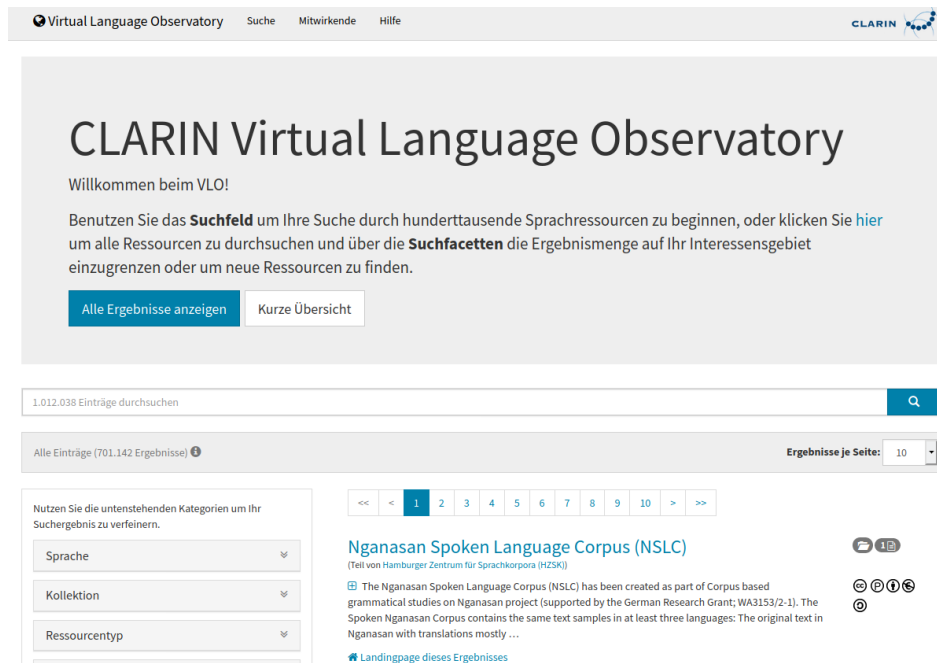 Virtual Language Observatory Suche Mitwirkende Hilfe CLARIN
CLARIN Virtual Language Observatory
Willkommen beim VLO!
Benutzen Sie das Suchfeld um Ihre Suche durch hunderttausende Sprachressourcen zu beginnen, oder klicken Sie hier
um alle Ressourcen zu durchsuchen und über die Suchfacetten die Ergebnismenge auf Ihr Interessensgebiet
einzugrenzen oder um neue Ressourcen zu finden.
Alle Ergebnisse anzeigen Kurze Übersicht
1.012.038 Einträge durchsuchen
Alle Einträge (701.142 Ergebnisse) Ergebnisse je Seite: 10
Nutzen Sie die untenstehenden Kategorien um Ihr
Suchergebnis zu verfeinern.
Sprache
Kollektion
Ressourcentyp
<< < 1 2 3 4 5 6 7 8 9 10 > >>
Nganasan Spoken Language Corpus (NSLC) 1
(Teil von Hamburger Zentrum für Sprachkorpora (HZSK))
The Nganasan Spoken Language Corpus (NSLC) has been created as part of Corpus based
grammatical studies on Nganasan project (supported by the German Research Grant; WA3153/2-1). The
Spoken Nganasan Corpus contains the same text samples in at least three languages: The original text in
Nganasan with translations mostly …
Landingpage dieses Ergebnisses